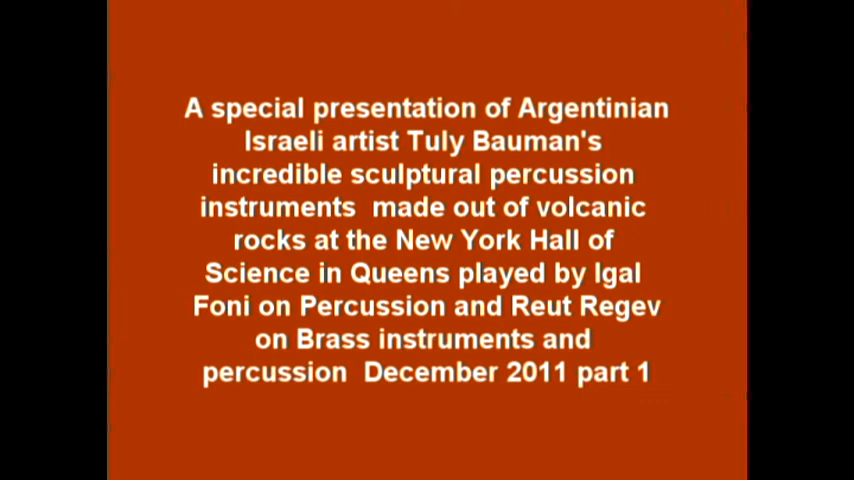 A special presentation of Argentinian
Israeli artist Tuly Bauman's
incredible sculptural percussion
instruments  made out of volcanic
rocks at the New York Hall of
Science in Queens played by Igal
Foni on Percussion and Reut Regev
on Brass instruments and
percussion  December 2011 part 1